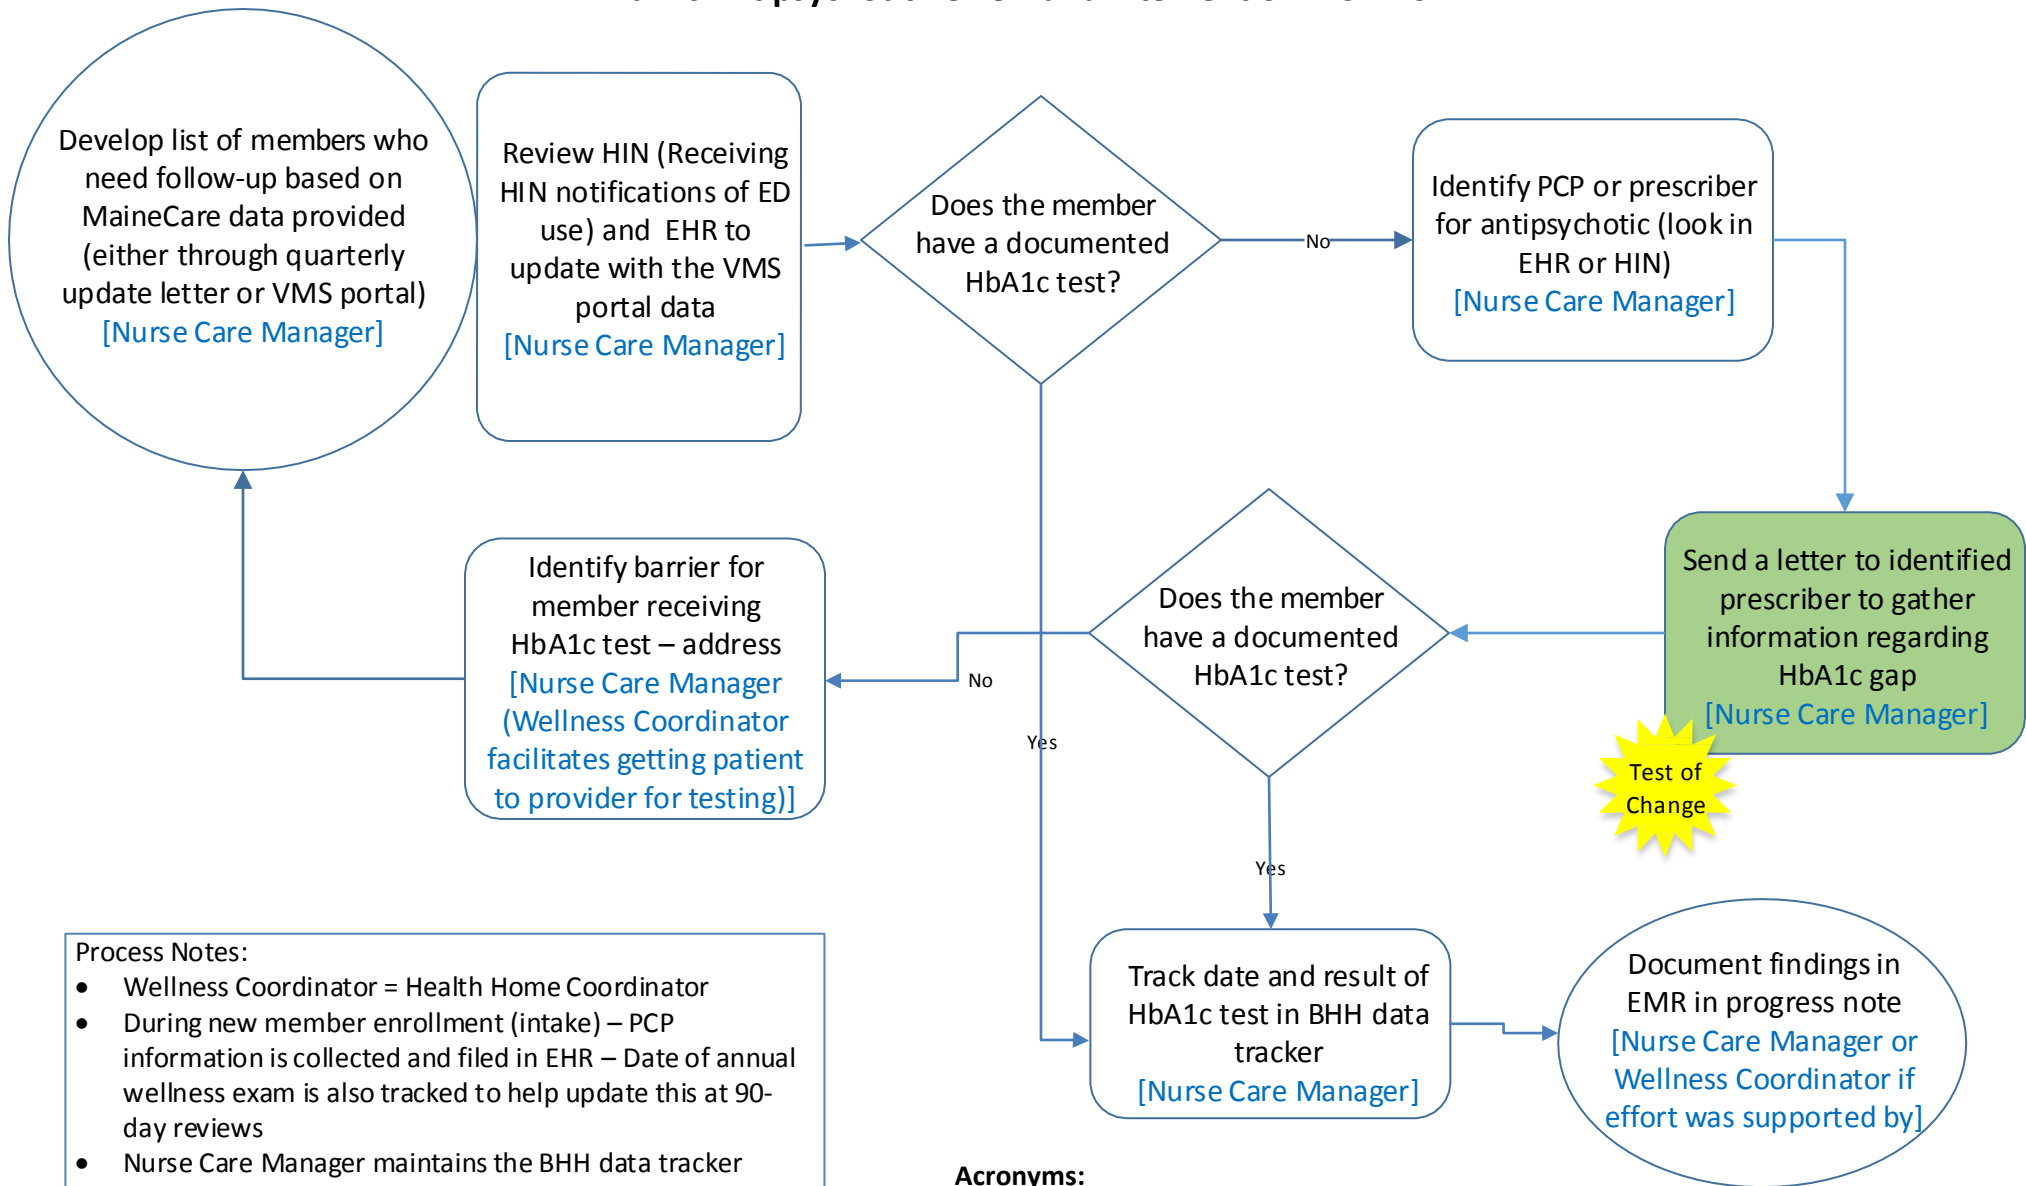 Develop list of members who
need follow-up based on
MaineCare data provided
(either through quarterly
update letter or VMS portal)
[Nurse Care Manager]
Review HIN (Receiving
HIN notifications of ED
use) and EHR to
update with the VMS
portal data
[Nurse Care Manager]
Does the member
have a documented
HbA1c test?
No
Identify PCP or prescriber
for antipsychotic (look in
EHR or HIN)
[Nurse Care Manager]
Send a letter to identified
prescriber to gather
information regarding
HbA1c gap
[Nurse Care Manager]
Test of
Change
Does the member
have a documented
HbA1c test?
No
Yes
Yes
Identify barrier for
member receiving
HbA1c test – address
[Nurse Care Manager
(Wellness Coordinator
facilitates getting patient
to provider for testing)]
Track date and result of
HbA1c test in BHH data
tracker
[Nurse Care Manager]
Document findings in
EMR in progress note
[Nurse Care Manager or
Wellness Coordinator if
effort was supported by]
Process Notes:
• Wellness Coordinator = Health Home Coordinator
• During new member enrollment (intake) – PCP
information is collected and filed in EHR – Date of annual
wellness exam is also tracked to help update this at 90-
day reviews
• Nurse Care Manager maintains the BHH data tracker
Acronyms: